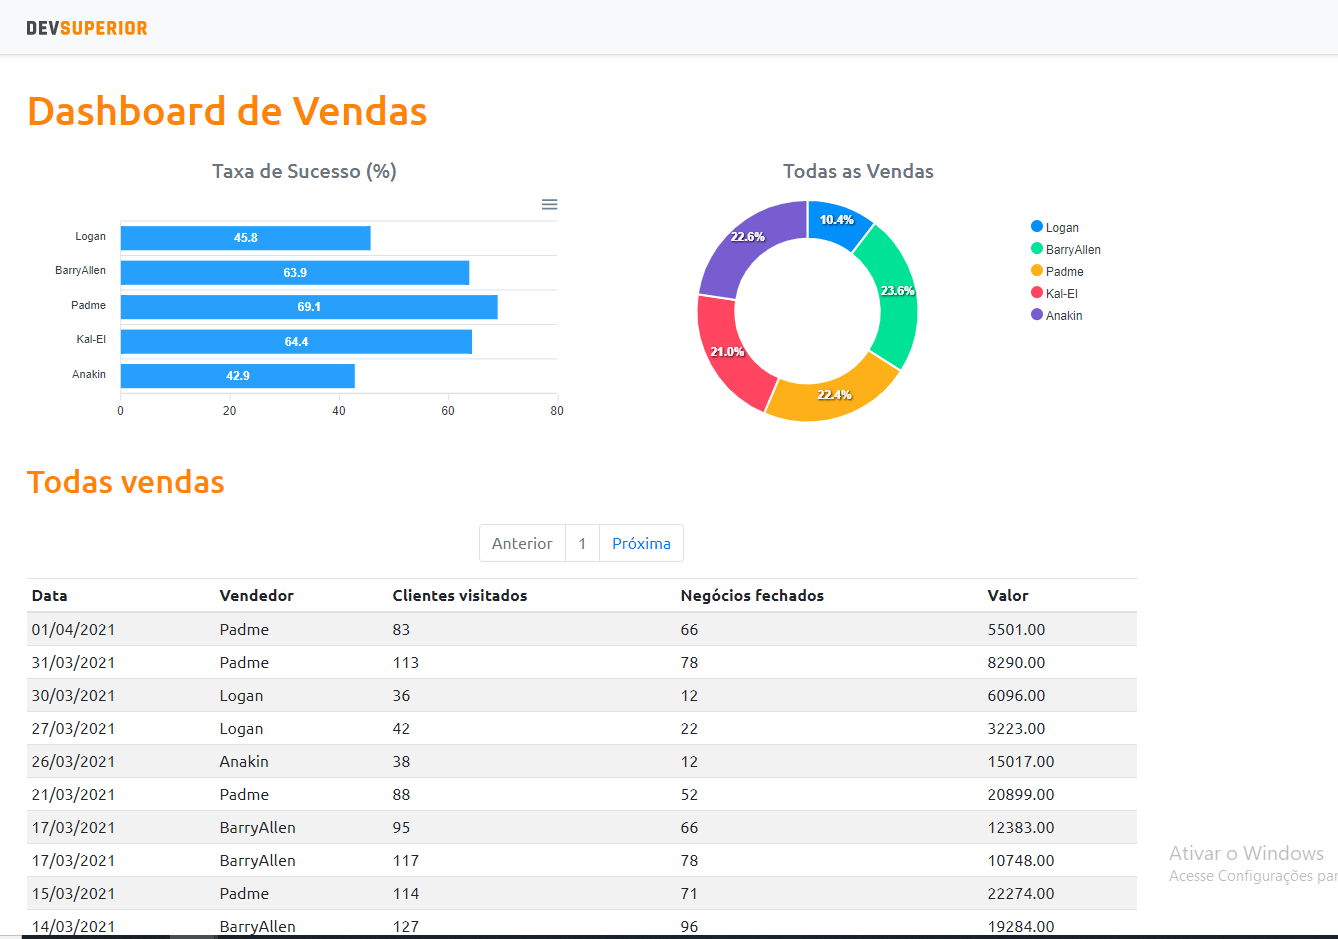 DEVSUPERIOR
Dashboard de Vendas
Taxa de Sucesso (%)
Logan 45.8
BarryAllen 63.9
Padme 69.1
Kal-El 64.4
Anakin 42.9
0 20 40 60 80
Todas as Vendas
10.4%
23.6%
22.4%
21.0%
22.6%
Logan
BarryAllen
Padme
Kal-El
Anakin
Todas vendas
Anterior 1 Próxima
Data Vendedor Clientes visitados Negócios fechados Valor
01/04/2021 Padme 83 66 5501.00
31/03/2021 Padme 113 78 8290.00
30/03/2021 Logan 36 12 6096.00
27/03/2021 Logan 42 22 3223.00
26/03/2021 Anakin 38 12 15017.00
21/03/2021 Padme 88 52 20899.00
17/03/2021 BarryAllen 95 66 12383.00
17/03/2021 BarryAllen 117 78 10748.00
15/03/2021 Padme 114 71 22274.00
14/03/2021 BarryAllen 127 96 19284.00
Ativar o Windows
Acesse Configurações par